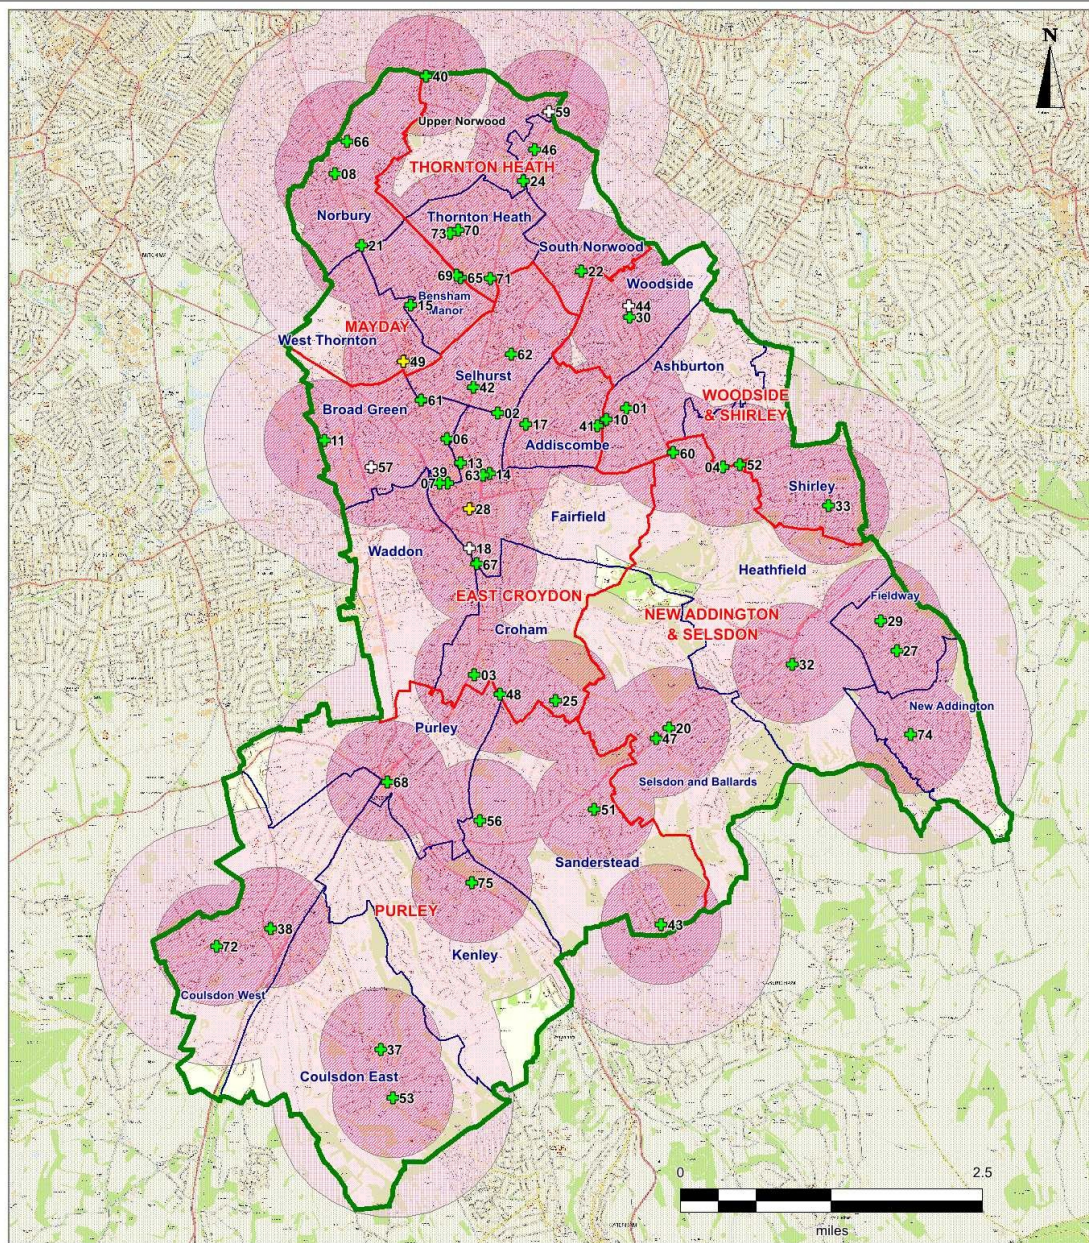 N
40
59
Upper Norwood
66
46
THORNTON HEATH
08
24
Norbury
Thornton Heath
73 70
21
South Norwood
22
69 65 71
Woodside
Bensham
Manor
15
44
30
MAYDAY
West Thornton
62
49
Ashburton
Selhurst
42
WOODSIDE
& SHIRLEY
61
Broad Green
02
01
10
17
41
11
06
Addiscombe
60
13
57
04 52
39
63 14
07
Shirley
33
28
Fairfield
18
Waddon
67
Heathfield
EAST CROYDON
Fieldway
NEW ADDINGTON
& SELSDON
29
Croham
27
32
03
48
25
New Addington
Purley
20
47
74
68
Selsdon and Ballards
51
56
Sanderstead
75
PURLEY
43
38
72
Kenley
Coulsdon West
37
Coulsdon East
53
0 2.5
miles